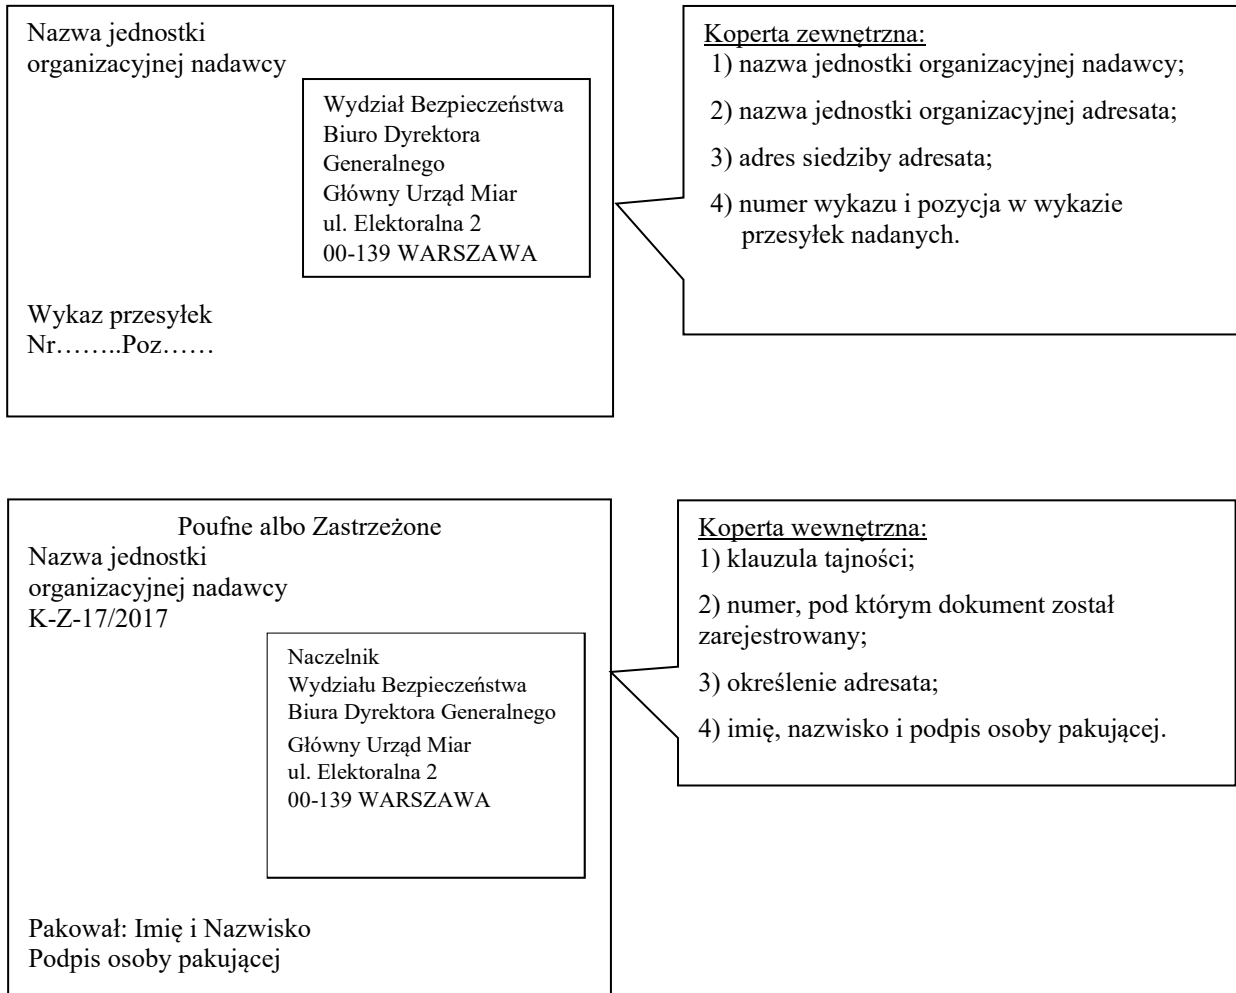 Nazwa jednostki
organizacyjnej nadawcy
Wydział Bezpieczeństwa
Biuro Dyrektora
Generalnego
Główny Urząd Miar
ul. Elektoralna 2
00-139 WARSZAWA
Wykaz przesyłek
Nr……..Poz……
Koperta zewnętrzna:
1) nazwa jednostki organizacyjnej nadawcy;
2) nazwa jednostki organizacyjnej adresata;
3) adres siedziby adresata;
4) numer wykazu i pozycja w wykazie
przesyłek nadanych.
Poufne albo Zastrzeżone
Nazwa jednostki
organizacyjnej nadawcy
K-Z-17/2017
Naczelnik
Wydziału Bezpieczeństwa
Biura Dyrektora Generalnego
Główny Urząd Miar
ul. Elektoralna 2
00-139 WARSZAWA
Pakował: Imię i Nazwisko
Podpis osoby pakującej
Koperta wewnętrzna:
1) klauzula tajności;
2) numer, pod którym dokument został
zarejestrowany;
3) określenie adresata;
4) imię, nazwisko i podpis osoby pakującej.